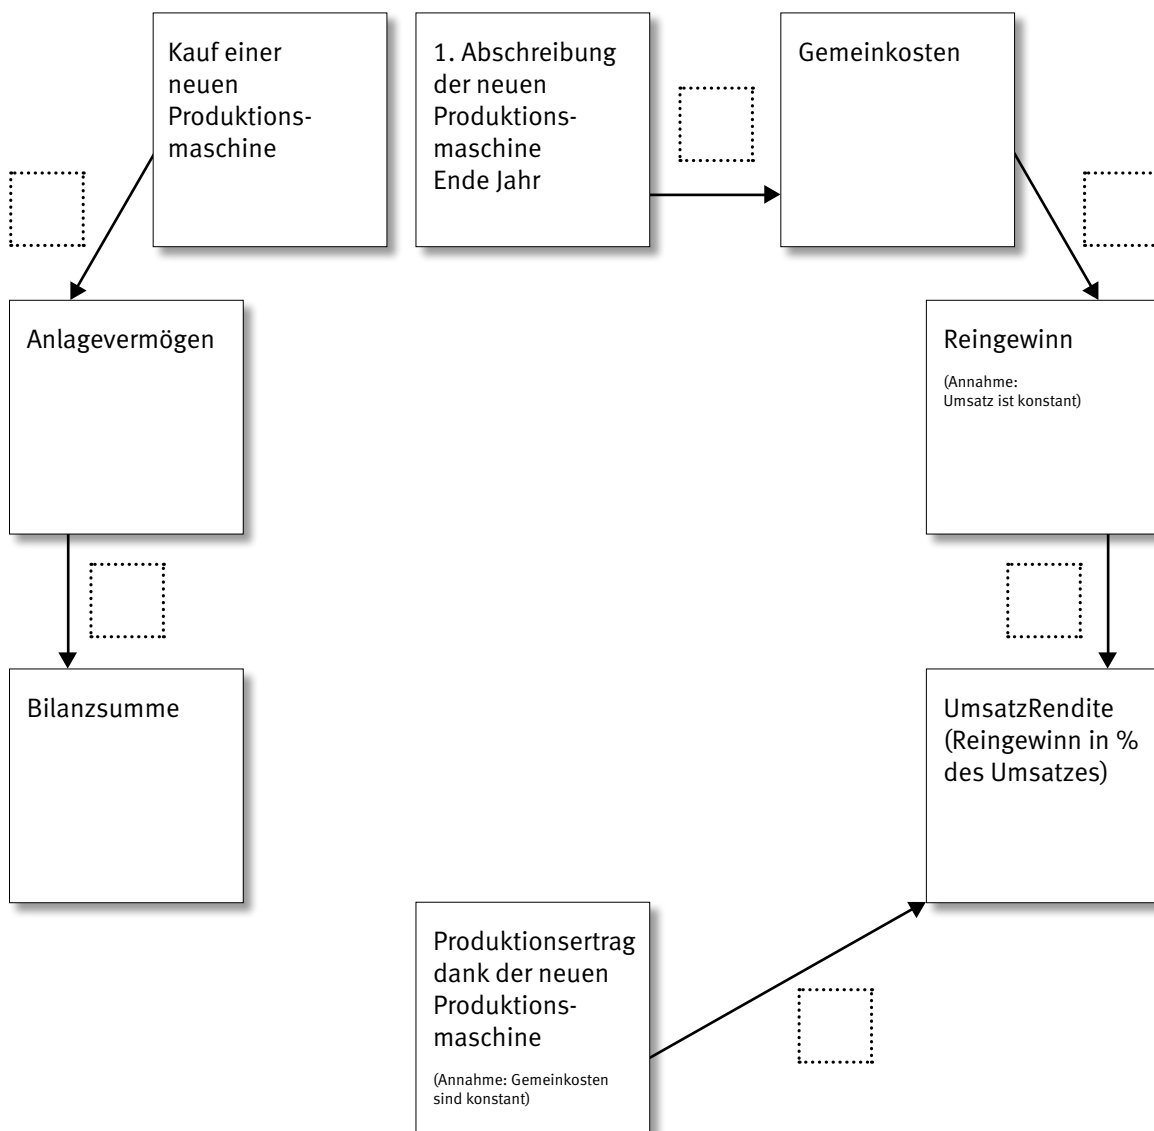 Kauf einer
neuen
Produktions-
maschine
1. Abschreibung
der neuen
Produktions-
maschine
Ende Jahr
Gemeinkosten
Anlagevermögen
Reingewinn
(Annahme:
Umsatz ist konstant)
Bilanzsumme
UmsatzRendite
(Reingewinn in %
des Umsatzes)
Produktionsertrag
dank der neuen
Produktions-
maschine
(Annahme: Gemeinkosten
sind konstant)